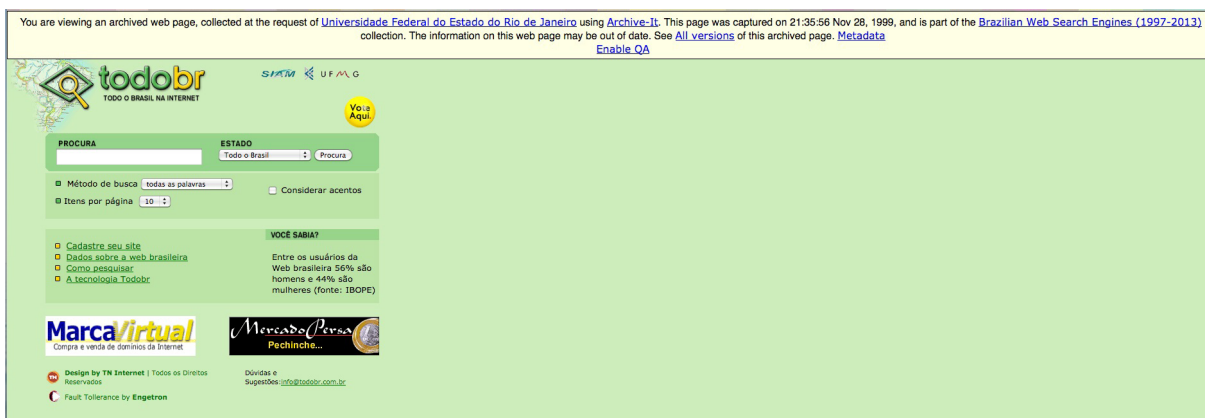 You are viewing an archived web page, collected at the request of Universidade Federal do Estado do Rio de Janeiro using Archive-It. This page was captured on 21:35:56 Nov 28, 1999, and is part of the Brazilian Web Search Engines (1997-2013)
collection. The information on this web page may be out of date. See All versions of this archived page. Metadata
Enable QA
todobr
TODO O BRASIL NA INTERNET
SIAM UFMG
Vote
Aqui.
PROCURA
ESTADO
Todo o Brasil
Procura
Método de busca todas as palavras
Considerar acentos
Itens por página 10
Cadastre seu site
Dados sobre a web brasileira
Como pesquisar
A tecnologia Todobr
VOCÊ SABIA?
Entre os usuários da
Web brasileira 56% são
homens e 44% são
mulheres (fonte: IBOPE)
MarcaVirtual
Compra e venda de domínios da Internet
MercadoPersa
Pechinche...
TN
Design by TN Internet | Todos os Direitos
Reservados
Fault Tollerance by Engetron
Dúvidas e
Sugestões:info@todobr.com.br